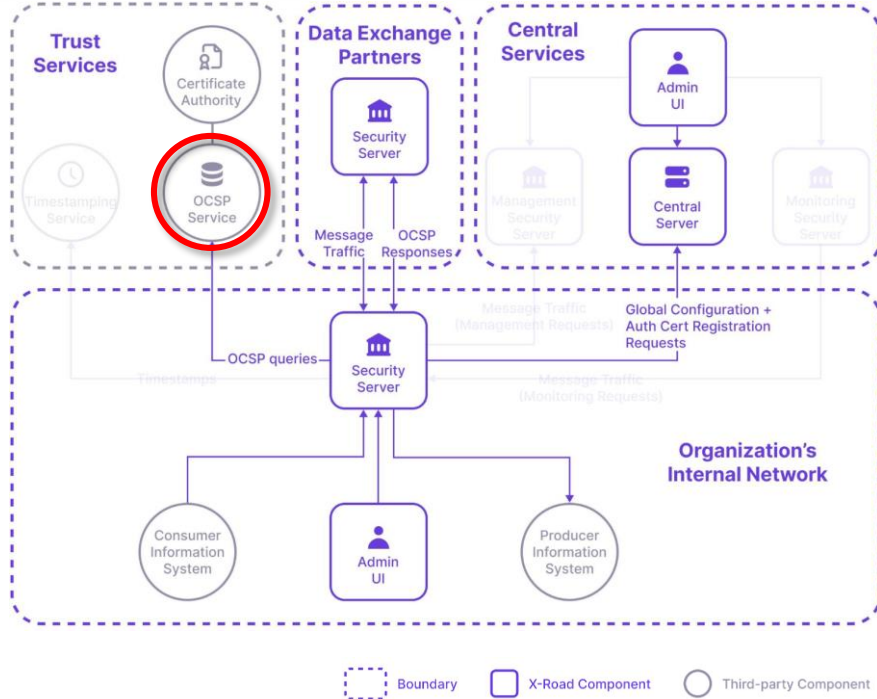 Trust
Services
Certificate
Authority
Timestamping
Service
OCSP
Service
Data Exchange
Partners
Security
Server
Message
Traffic
OCSP
Responses
Central
Services
Admin
UI
Management
Security
Server
Central
Server
Monitoring
Security
Server
Message Traffic
(Management Requests)
Global Configuration +
Auth Cert Registration
Requests
OCSP queries
Timestamps
Security
Server
Message Traffic
(Monitoring Requests)
Organization's
Internal Network
Consumer
Information
System
Admin
UI
Producer
Information
System
Boundary
X-Road Component
Third-party Component